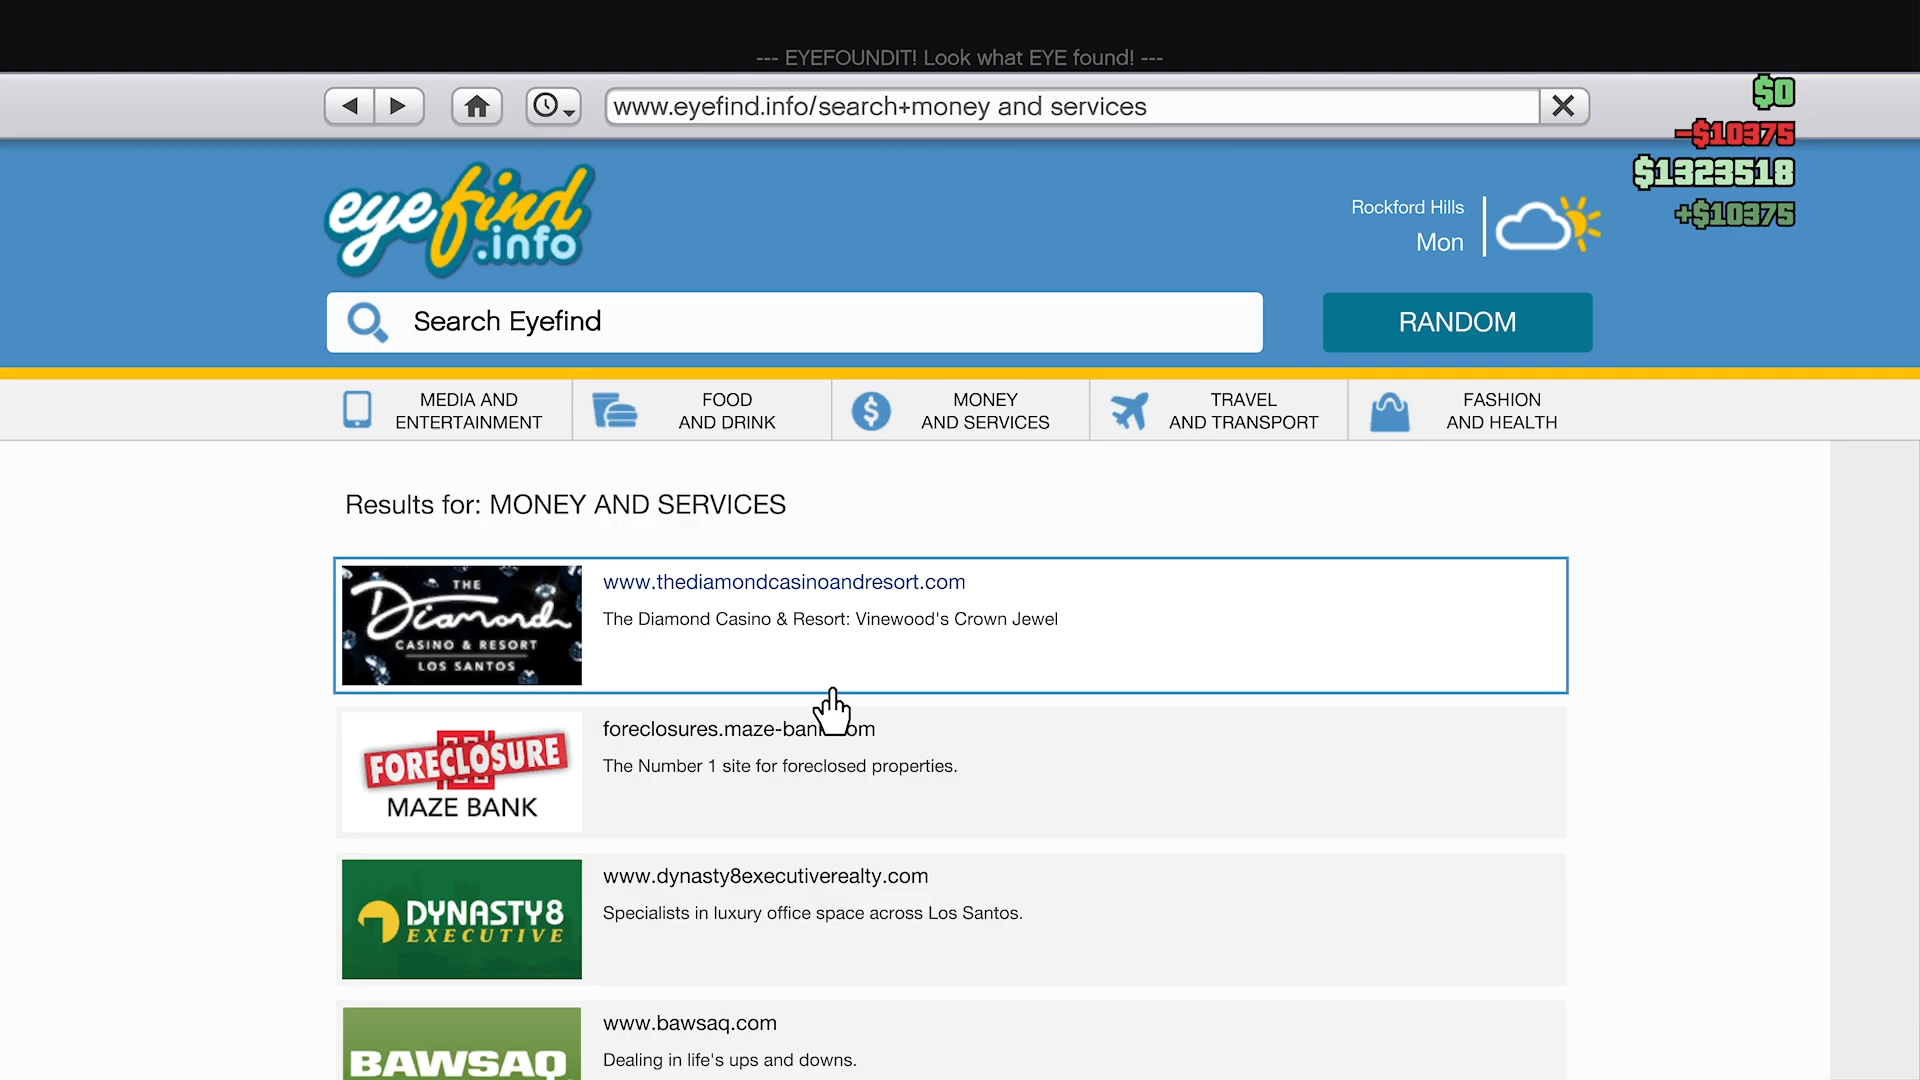 --- EYEFOUNDIT! Look what EYE found! ---
www.eyefind.info/search+money and services
$0
-$10375
$1323518
+$10375
eyefind
.info
Rockford Hills
Mon
Search Eyefind
RANDOM
MEDIA AND
ENTERTAINMENT
FOOD
AND DRINK
MONEY
AND SERVICES
TRAVEL
AND TRANSPORT
FASHION
AND HEALTH
Results for: MONEY AND SERVICES
THE
Diamond
CASINO & RESORT
LOS SANTOS
www.thediamondcasinoandresort.com
The Diamond Casino & Resort: Vinewood's Crown Jewel
FORECLOSURE
MAZE BANK
foreclosures.maze-bank.com
The Number 1 site for foreclosed properties.
DYNASTY8
EXECUTIVE
www.dynasty8executiverealty.com
Specialists in luxury office space across Los Santos.
BAWSAQ
www.bawsaq.com
Dealing in life's ups and downs.